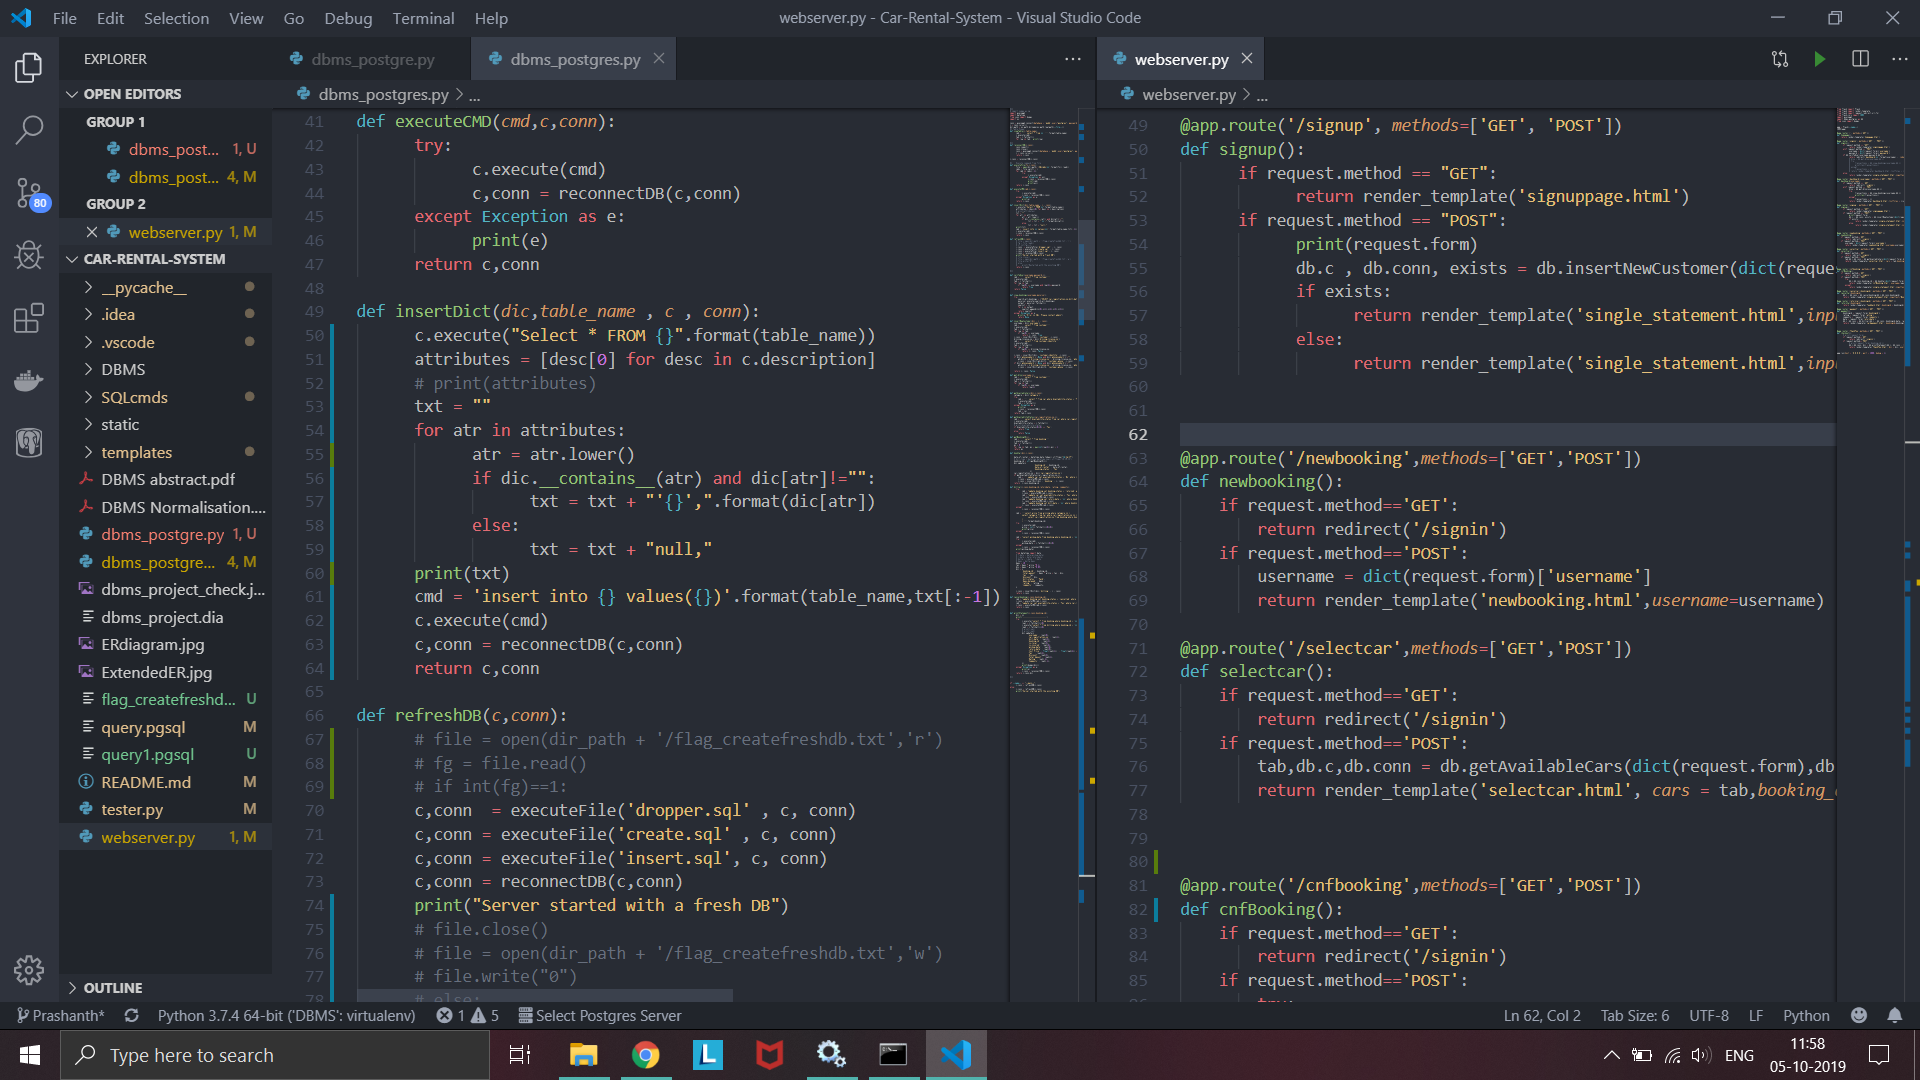 File Edit Selection View Go Debug Terminal Help
webserver.py - Car-Rental-System - Visual Studio Code
EXPLORER
OPEN EDITORS
GROUP 1
dbms_post... 1, U
dbms_post... 4, M
GROUP 2
webserver.py 1, M
CAR-RENTAL-SYSTEM
__pycache__
.idea
.vscode
DBMS
SQLcmds
static
templates
DBMS abstract.pdf
DBMS Normalisation....
dbms_postgre.py 1, U
dbms_postgre... 4, M
dbms_project_check.j...
dbms_project.dia
ERdiagram.jpg
ExtendedER.jpg
flag_createfreshd... U
query.pgsql M
query1.pgsql U
README.md M
tester.py M
webserver.py 1, M
OUTLINE
80
dbms_postgre.py
dbms_postgres.py
dbms_postgres.py > ...
41 def executeCMD(cmd,c,conn):
42 try:
43 c.execute(cmd)
44 c,conn = reconnectDB(c,conn)
45 except Exception as e:
46 print(e)
47 return c,conn
48
49 def insertDict(dic,table_name , c , conn):
50 c.execute("Select * FROM {}".format(table_name))
51 attributes = [desc[0] for desc in c.description]
52 # print(attributes)
53 txt = ""
54 for atr in attributes:
55 atr = atr.lower()
56 if dic.__contains__(atr) and dic[atr]!="":
57 txt = txt + "'{}',".format(dic[atr])
58 else:
59 txt = txt + "null,"
60 print(txt)
61 cmd = 'insert into {} values({})'.format(table_name,txt[:-1])
62 c.execute(cmd)
63 c,conn = reconnectDB(c,conn)
64 return c,conn
65
66 def refreshDB(c,conn):
67 # file = open(dir_path + '/flag_createfreshdb.txt','r')
68 # fg = file.read()
69 # if int(fg)==1:
70 c,conn  = executeFile('dropper.sql' , c, conn)
71 c,conn = executeFile('create.sql' , c, conn)
72 c,conn = executeFile('insert.sql', c, conn)
73 c,conn = reconnectDB(c,conn)
74 print("Server started with a fresh DB")
75 # file.close()
76 # file = open(dir_path + '/flag_createfreshdb.txt','w')
77 # file.write("0")
78 # else:
webserver.py
webserver.py > ...
49 @app.route('/signup', methods=['GET', 'POST'])
50 def signup():
51 if request.method == "GET":
52 return render_template('signuppage.html')
53 if request.method == "POST":
54 print(request.form)
55 db.c , db.conn, exists = db.insertNewCustomer(dict(reque
56 if exists:
57 return render_template('single_statement.html',inp
58 else:
59 return render_template('single_statement.html',inp
60
61
62
63 @app.route('/newbooking',methods=['GET','POST'])
64 def newbooking():
65 if request.method=='GET':
66 return redirect('/signin')
67 if request.method=='POST':
68 username = dict(request.form)['username']
69 return render_template('newbooking.html',username=username)
70
71 @app.route('/selectcar',methods=['GET','POST'])
72 def selectcar():
73 if request.method=='GET':
74 return redirect('/signin')
75 if request.method=='POST':
76 tab,db.c,db.conn = db.getAvailableCars(dict(request.form),db
77 return render_template('selectcar.html', cars = tab,booking_
78
79
80
81 @app.route('/cnfbooking',methods=['GET','POST'])
82 def cnfBooking():
83 if request.method=='GET':
84 return redirect('/signin')
85 if request.method=='POST':
Prashanth* Python 3.7.4 64-bit ('DBMS': virtualenv) 1 5 Select Postgres Server Ln 62, Col 2 Tab Size: 6 UTF-8 LF Python
Type here to search
L
ENG
11:58
05-10-2019